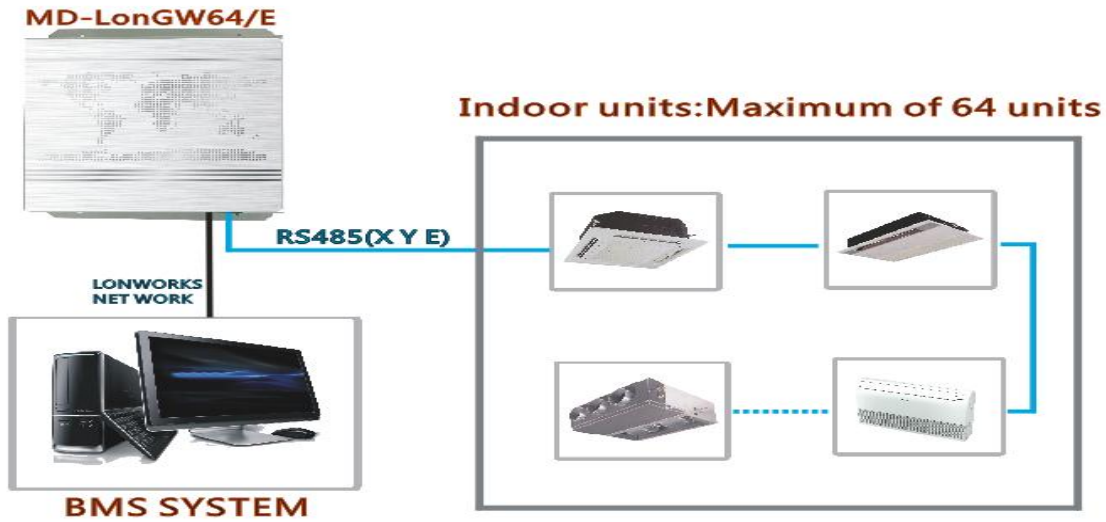 MD-LonGW64/E
Indoor units:Maximum of 64 units
RS485(X Y E)
LONWORKS
NET WORK
BMS SYSTEM